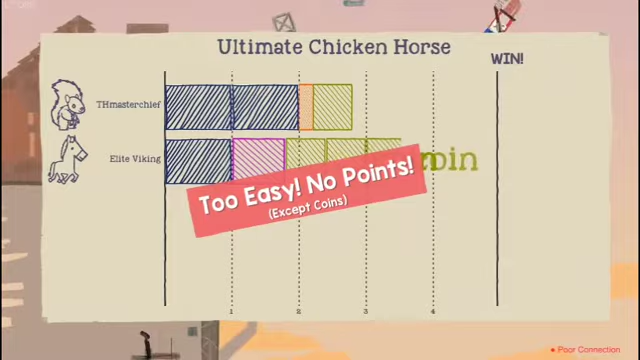 Ultimate Chicken Horse
WIN!
THmasterchief
Elite Viking
Too Easy! No Points!
(Except Coins)
1 2 3 4
Poor Connection